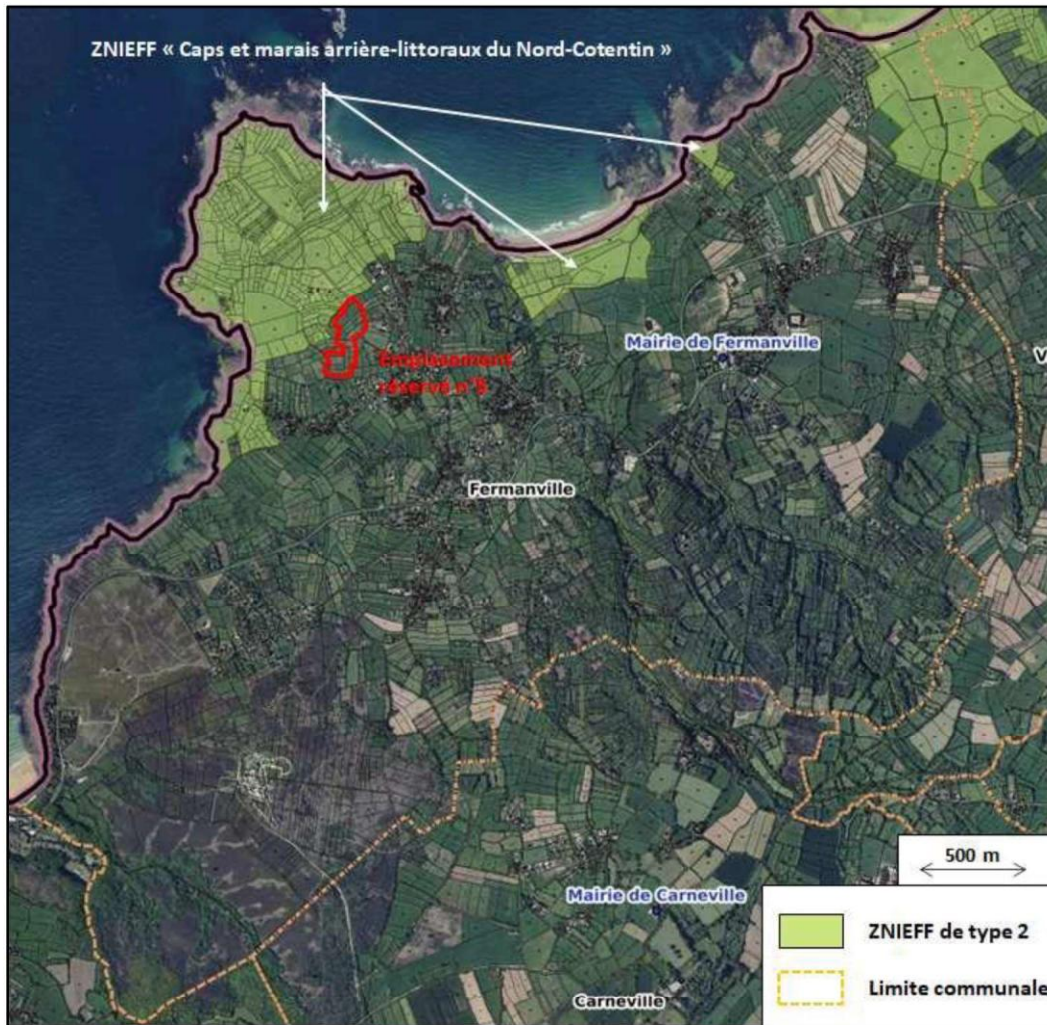 ZNIEFF « Caps et marais arrière-littoraux du Nord-Cotentin »
Emplacement
réservé n°8
Mairie de Fermanville
V
Fermanville
500 m
Mairie de Carneville
Carneville
ZNIEFF de type 2
Limite communale